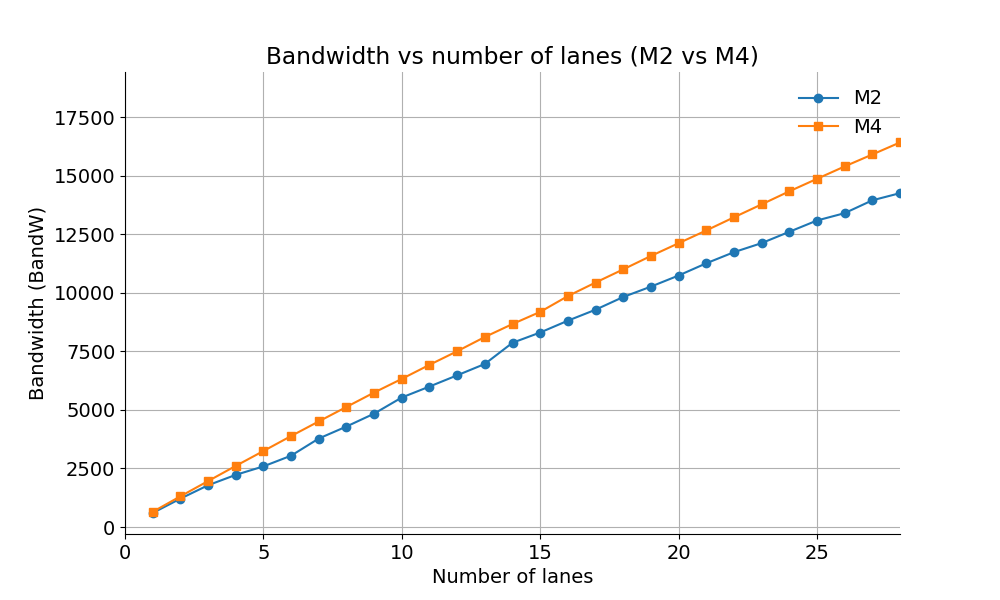 Bandwidth vs number of lanes (M2 vs M4)
M2
M4
Bandwidth (BandW)
17500
15000
12500
10000
7500
5000
2500
0
0 5 10 15 20 25
Number of lanes